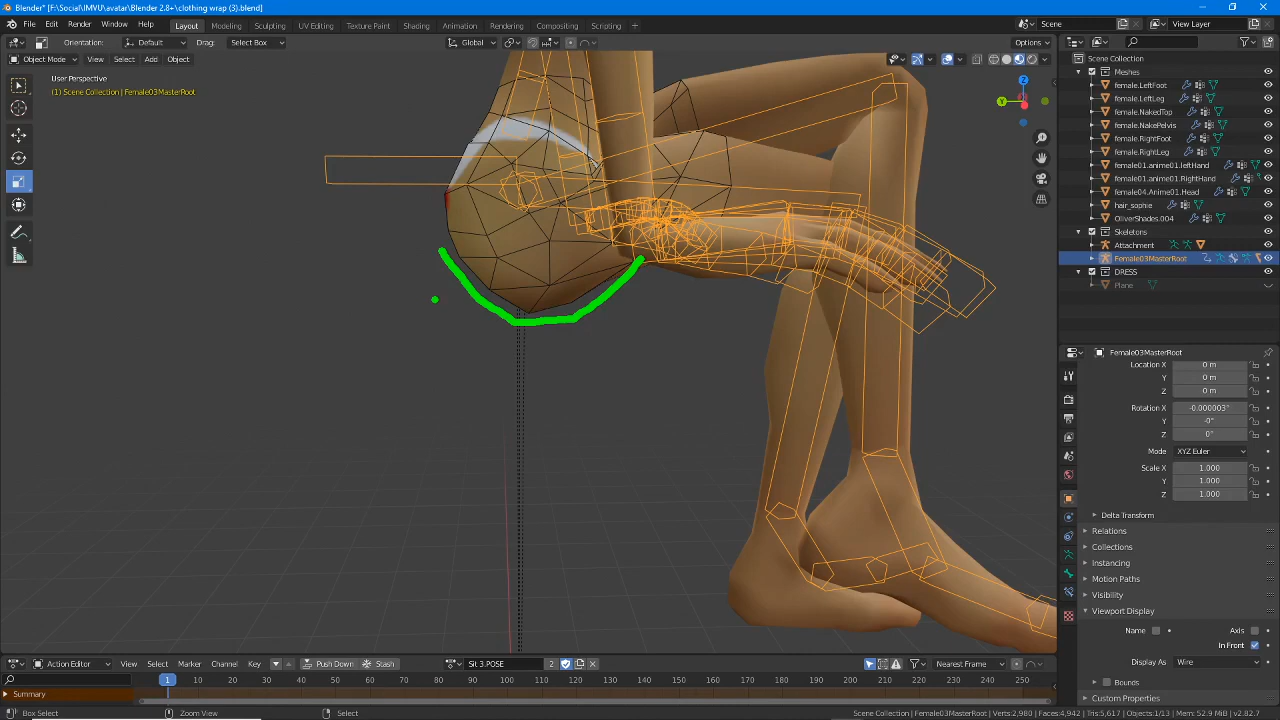 Blender* [F:\Social\IMVU\avatar\Blender 2.8+\clothing wrap (3).blend]
File Edit Render Window Help Layout Modeling Sculpting UV Editing Texture Paint Shading Animation Rendering Compositing Scripting + Scene View Layer
Orientation: Default Drag: Select Box Global Options
Object Mode View Select Add Object
User Perspective
(1) Scene Collection | Female03MasterRoot
Z
Y
Scene Collection
Meshes
female.LeftFoot
female.LeftLeg
female.NakedTop
female.NakePelvis
female.RightFoot
female.RightLeg
female01.anime01.leftHand
female01.anime01.RightHand
female04.Anime01.Head
hair_sophie
OliverShades.004
Skeletons
Attachment
Female03MasterRoot
DRESS
Plane
Female03MasterRoot
Location X 0 m
Y 0 m
Z 0 m
Rotation X -0.000003°
Y -0°
Z 0°
Mode XYZ Euler
Scale X 1.000
Y 1.000
Z 1.000
Delta Transform
Relations
Collections
Instancing
Motion Paths
Visibility
Viewport Display
Name Axis
In Front
Display As Wire
Bounds
Custom Properties
Action Editor View Select Marker Channel Key Push Down Stash Sit 3.POSE 2 Nearest Frame
1 10 20 30 40 50 60 70 80 90 100 110 120 130 140 150 160 170 180 190 200 210 220 230 240 250
Summary
Box Select Zoom View Select Scene Collection | Female03MasterRoot | Verts:2,980 | Faces:4,942 | Tris:5,617 | Objects:1/13 | Mem: 52.9 MiB | v2.82.7